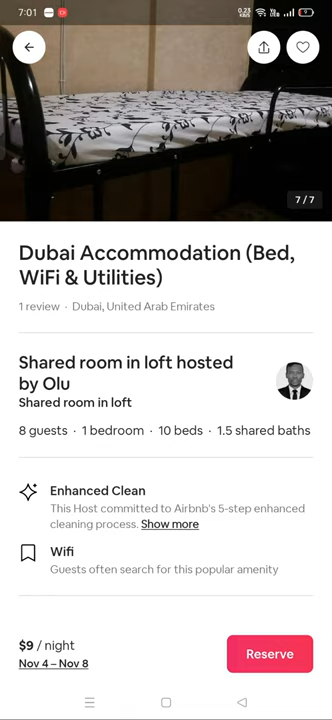 7:01
0.23 KB/S
7 / 7
Dubai Accommodation (Bed,
WiFi & Utilities)
1 review · Dubai, United Arab Emirates
Shared room in loft hosted
by Olu
Shared room in loft
8 guests · 1 bedroom · 10 beds · 1.5 shared baths
Enhanced Clean
This Host committed to Airbnb's 5-step enhanced
cleaning process. Show more
Wifi
Guests often search for this popular amenity
$9 / night
Nov 4 – Nov 8
Reserve